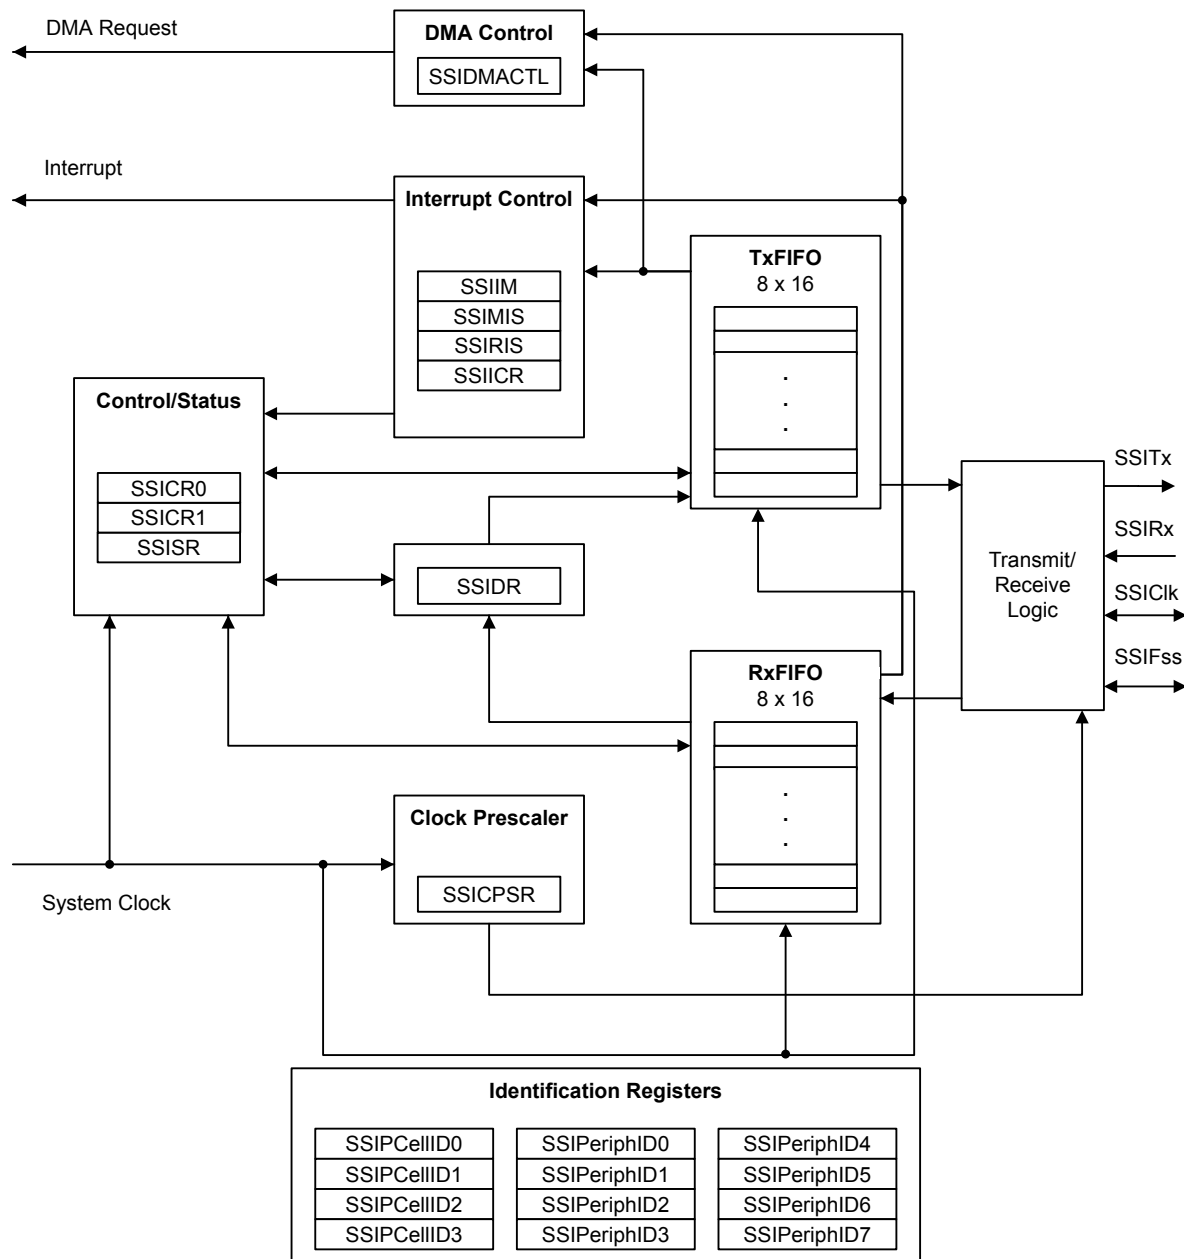 DMA Request
DMA Control
SSIDMACTL
Interrupt
Interrupt Control
SSIIM
SSIMIS
SSIRIS
SSIICR
TxFIFO
8 x 16
.
.
.
Control/Status
SSICR0
SSICR1
SSISR
SSIDR
Transmit/
Receive
Logic
SSITx
SSIRx
SSIClk
SSIFss
RxFIFO
8 x 16
.
.
.
Clock Prescaler
SSICPSR
System Clock
Identification Registers
SSIPCellID0
SSIPCellID1
SSIPCellID2
SSIPCellID3
SSIPeriphID0
SSIPeriphID1
SSIPeriphID2
SSIPeriphID3
SSIPeriphID4
SSIPeriphID5
SSIPeriphID6
SSIPeriphID7